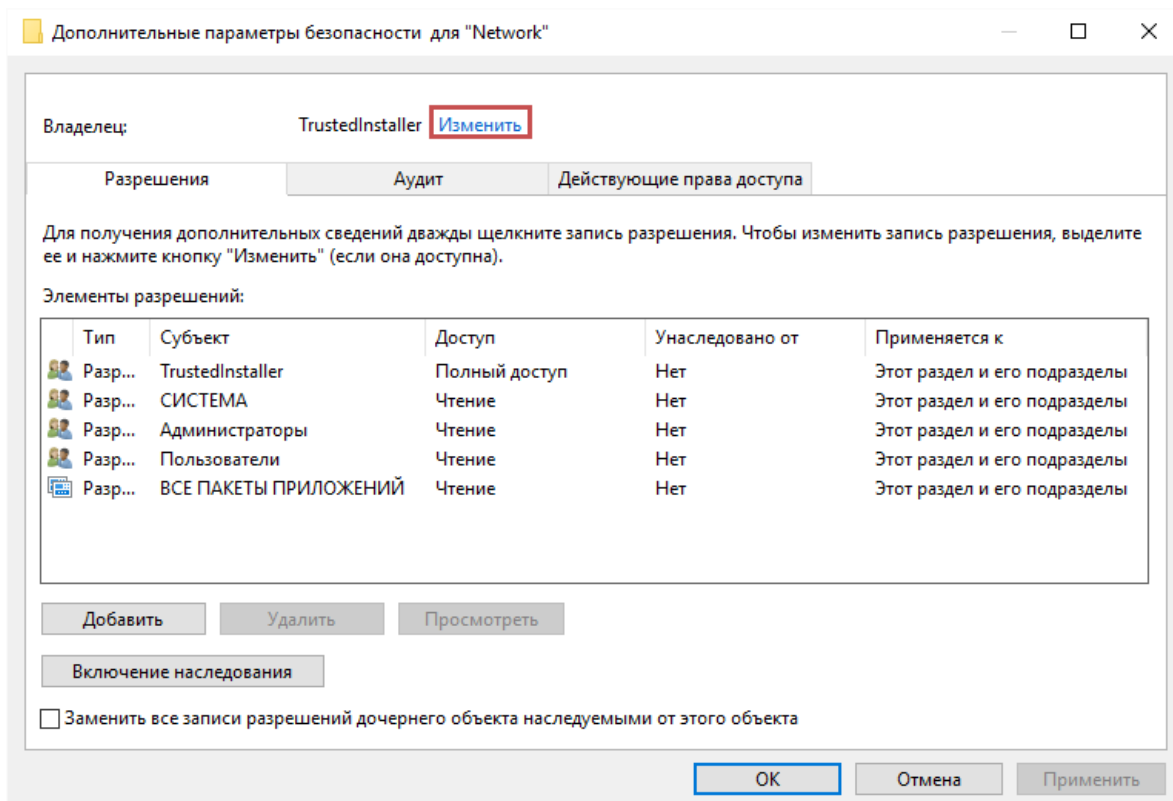 Дополнительные параметры безопасности для "Network"
Владелец: TrustedInstaller Изменить
Разрешения Аудит Действующие права доступа
Для получения дополнительных сведений дважды щелкните запись разрешения. Чтобы изменить запись разрешения, выделите
ее и нажмите кнопку "Изменить" (если она доступна).
Элементы разрешений:
Тип Субъект Доступ Унаследовано от Применяется к
Разр... TrustedInstaller Полный доступ Нет Этот раздел и его подразделы
Разр... СИСТЕМА Чтение Нет Этот раздел и его подразделы
Разр... Администраторы Чтение Нет Этот раздел и его подразделы
Разр... Пользователи Чтение Нет Этот раздел и его подразделы
Разр... ВСЕ ПАКЕТЫ ПРИЛОЖЕНИЙ Чтение Нет Этот раздел и его подразделы
Добавить Удалить Просмотреть
Включение наследования
Заменить все записи разрешений дочернего объекта наследуемыми от этого объекта
ОК Отмена Применить